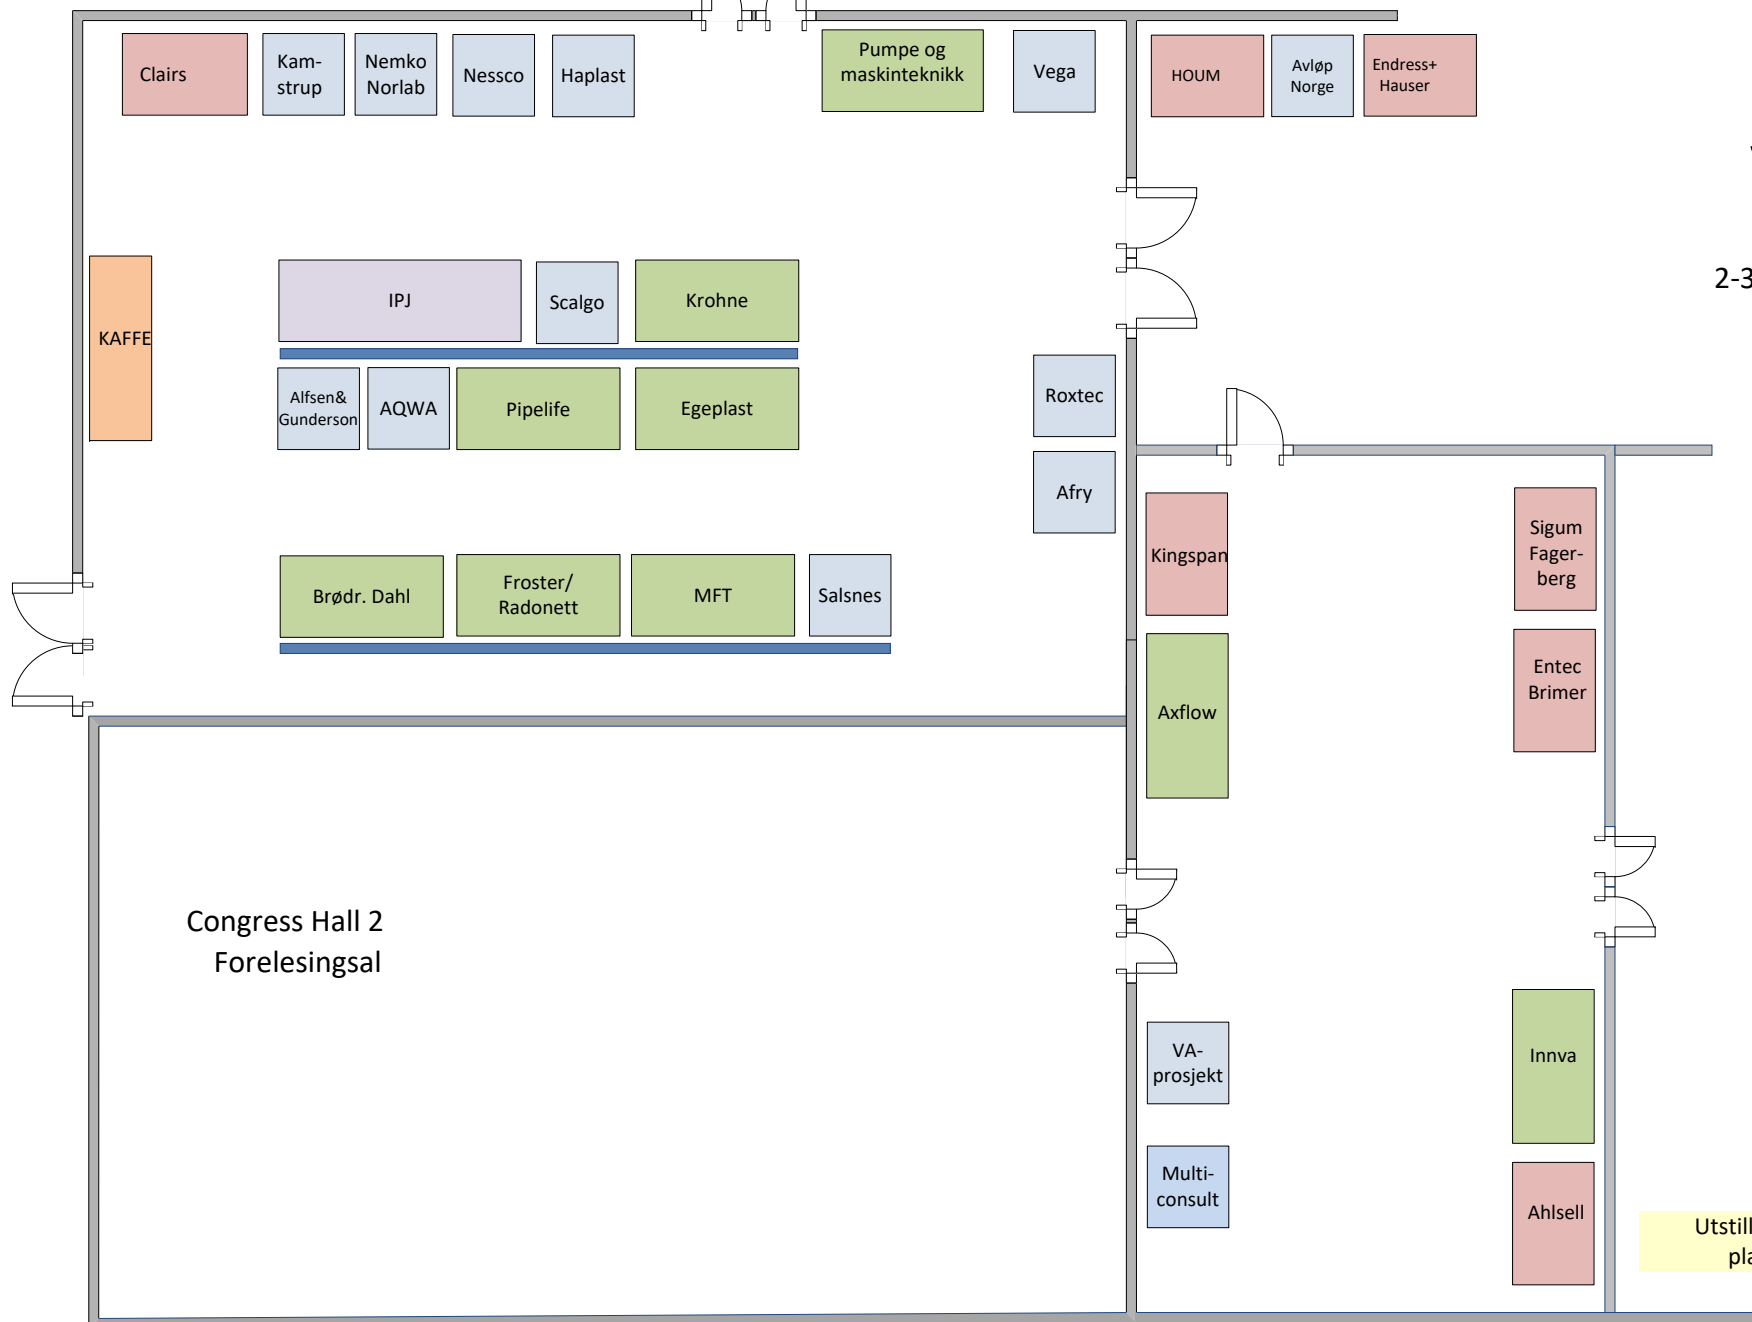 Clairs
Kam-
strup
Nemko
Norlab
Nessco
Haplast
Pumpe og
maskinteknikk
Vega
HOUM
Avløp
Norge
Endress+
Hauser
2-3
KAFFE
IPJ
Scalgo
Krohne
Alfsen&
Gunderson
AQWA
Pipelife
Egeplast
Roxtec
Afry
Brødr. Dahl
Froster/
Radonett
MFT
Salsnes
Kingspan
Sigum
Fager-
berg
Axflow
Entec
Brimer
Congress Hall 2
Forelesingsal
VA-
prosjekt
Innva
Multi-
consult
Ahlsell
Utstill
pla